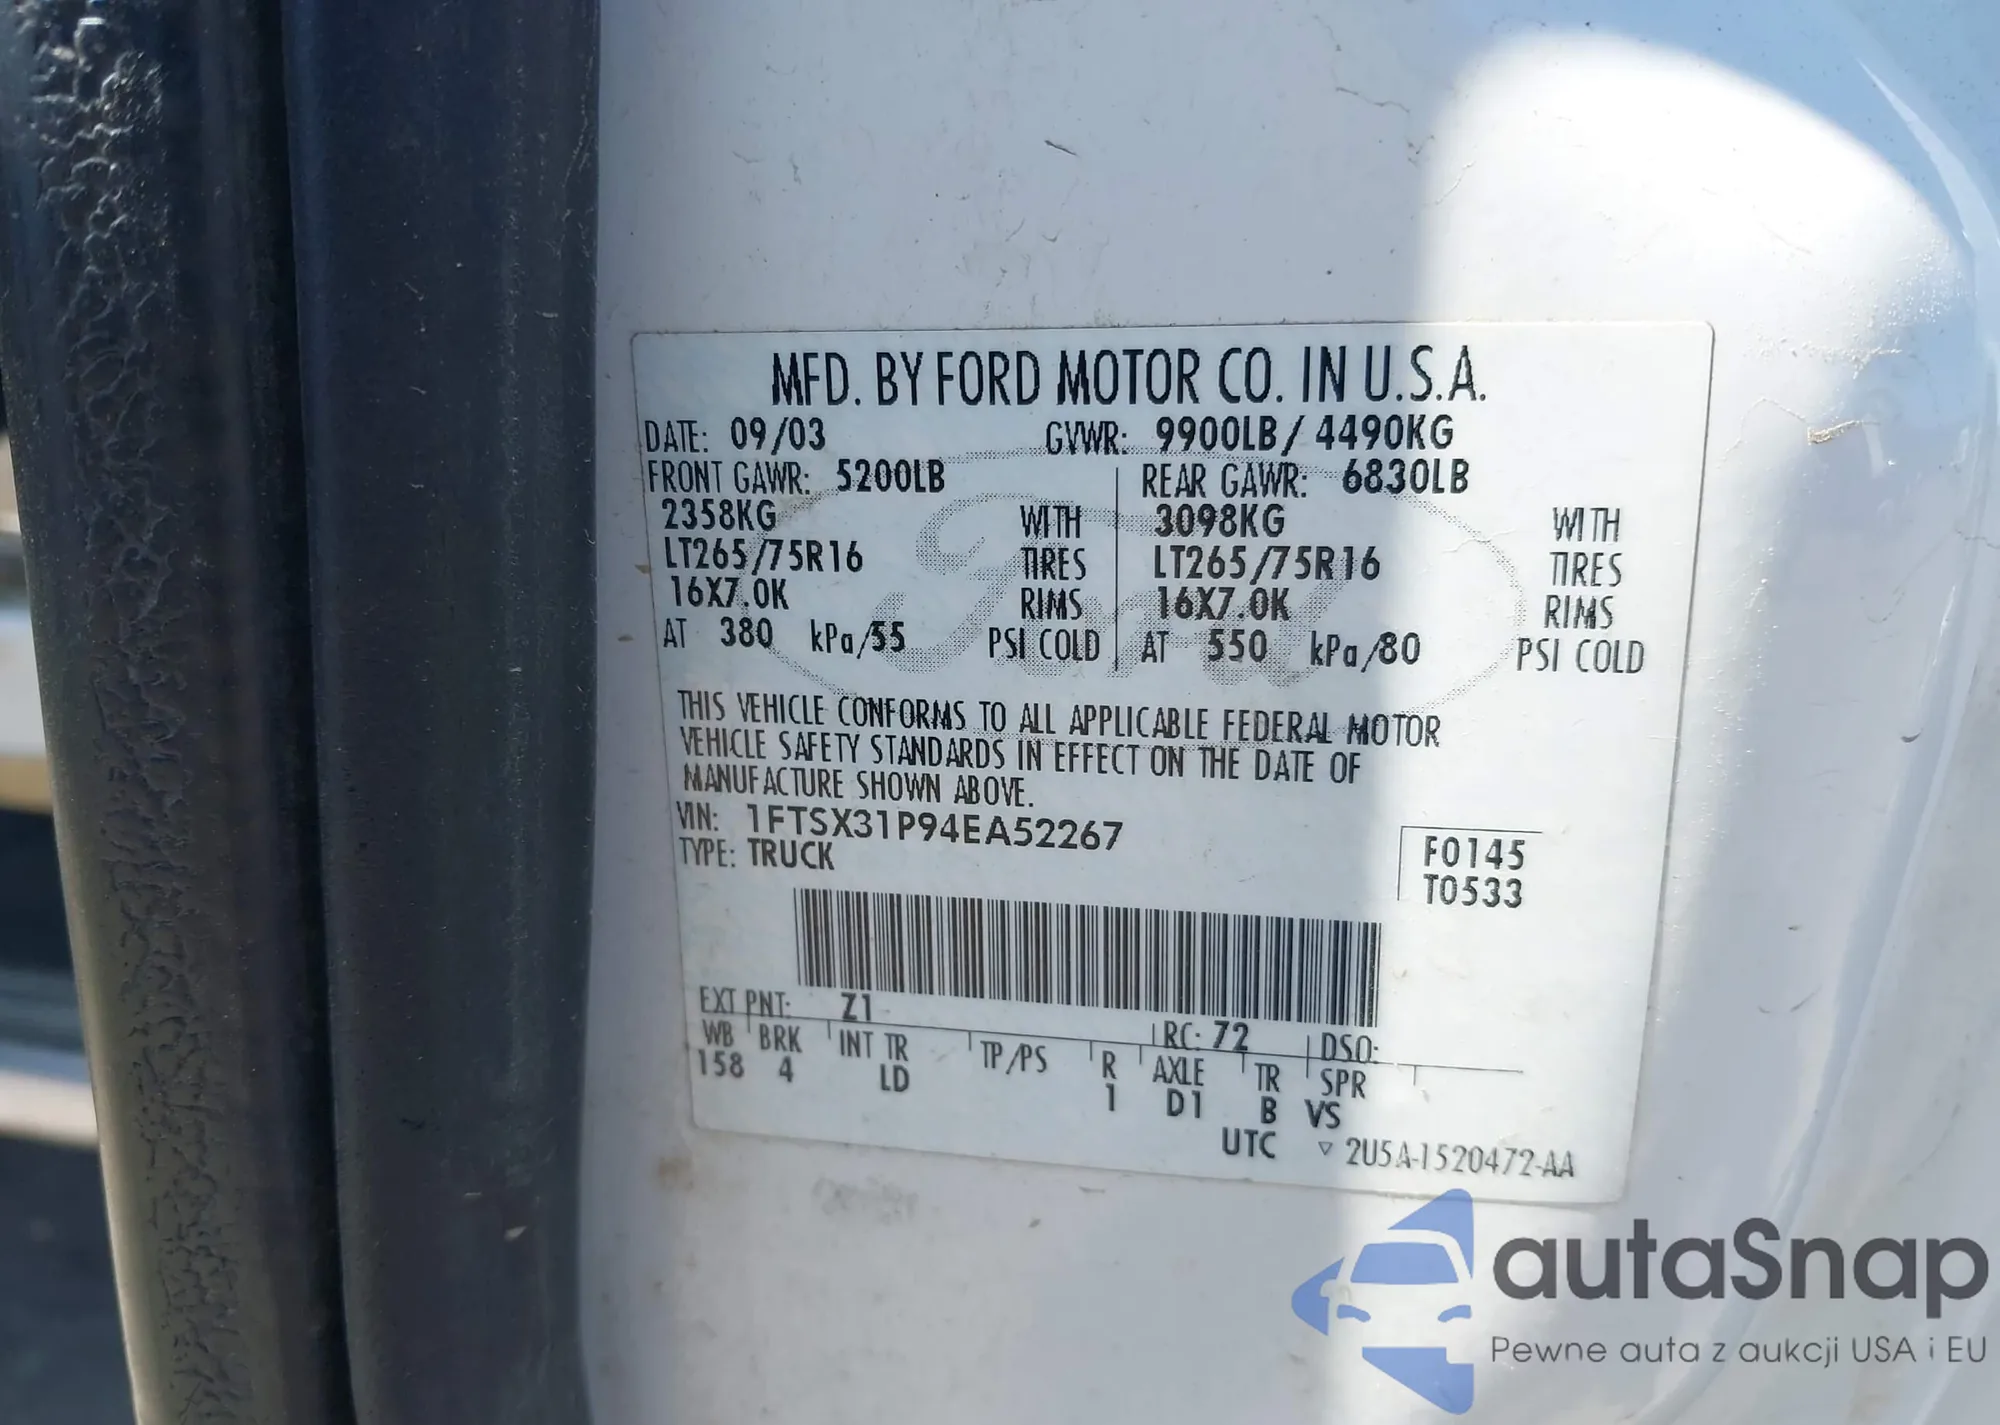 MFD. BY FORD MOTOR CO. IN U.S.A.
DATE: 09/03 GVWR: 9900LB/ 4490KG
FRONT GAWR: 5200LB REAR GAWR: 6830LB
2358KG WITH 3098KG WITH
LT265/75R16 TIRES LT265/75R16 TIRES
16X7.0K RIMS 16X7.0K RIMS
AT 380 kPa/55 PSI COLD AT 550 kPa/80 PSI COLD
Ford
THIS VEHICLE CONFORMS TO ALL APPLICABLE FEDERAL MOTOR
VEHICLE SAFETY STANDARDS IN EFFECT ON THE DATE OF
MANUFACTURE SHOWN ABOVE.
VIN: 1FTSX31P94EA52267
TYPE: TRUCK
F0145
T0533
EXT PNT: Z1 RC: 72 DSO:
WB BRK INT TR TP/PS R AXLE TR SPR
158 4 LD 1 D1 B VS
UTC ▽ 2U5A-1520472-AA
autaSnap
Pewne auta z aukcji USA i EU